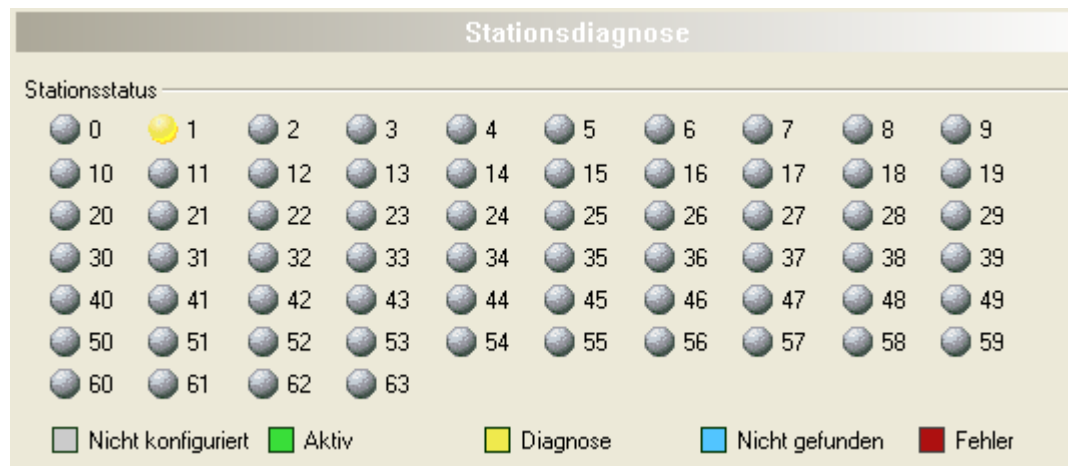 Stationsdiagnose
Stationsstatus
0 1 2 3 4 5 6 7 8 9
10 11 12 13 14 15 16 17 18 19
20 21 22 23 24 25 26 27 28 29
30 31 32 33 34 35 36 37 38 39
40 41 42 43 44 45 46 47 48 49
50 51 52 53 54 55 56 57 58 59
60 61 62 63
Nicht konfiguriert Aktiv Diagnose Nicht gefunden Fehler